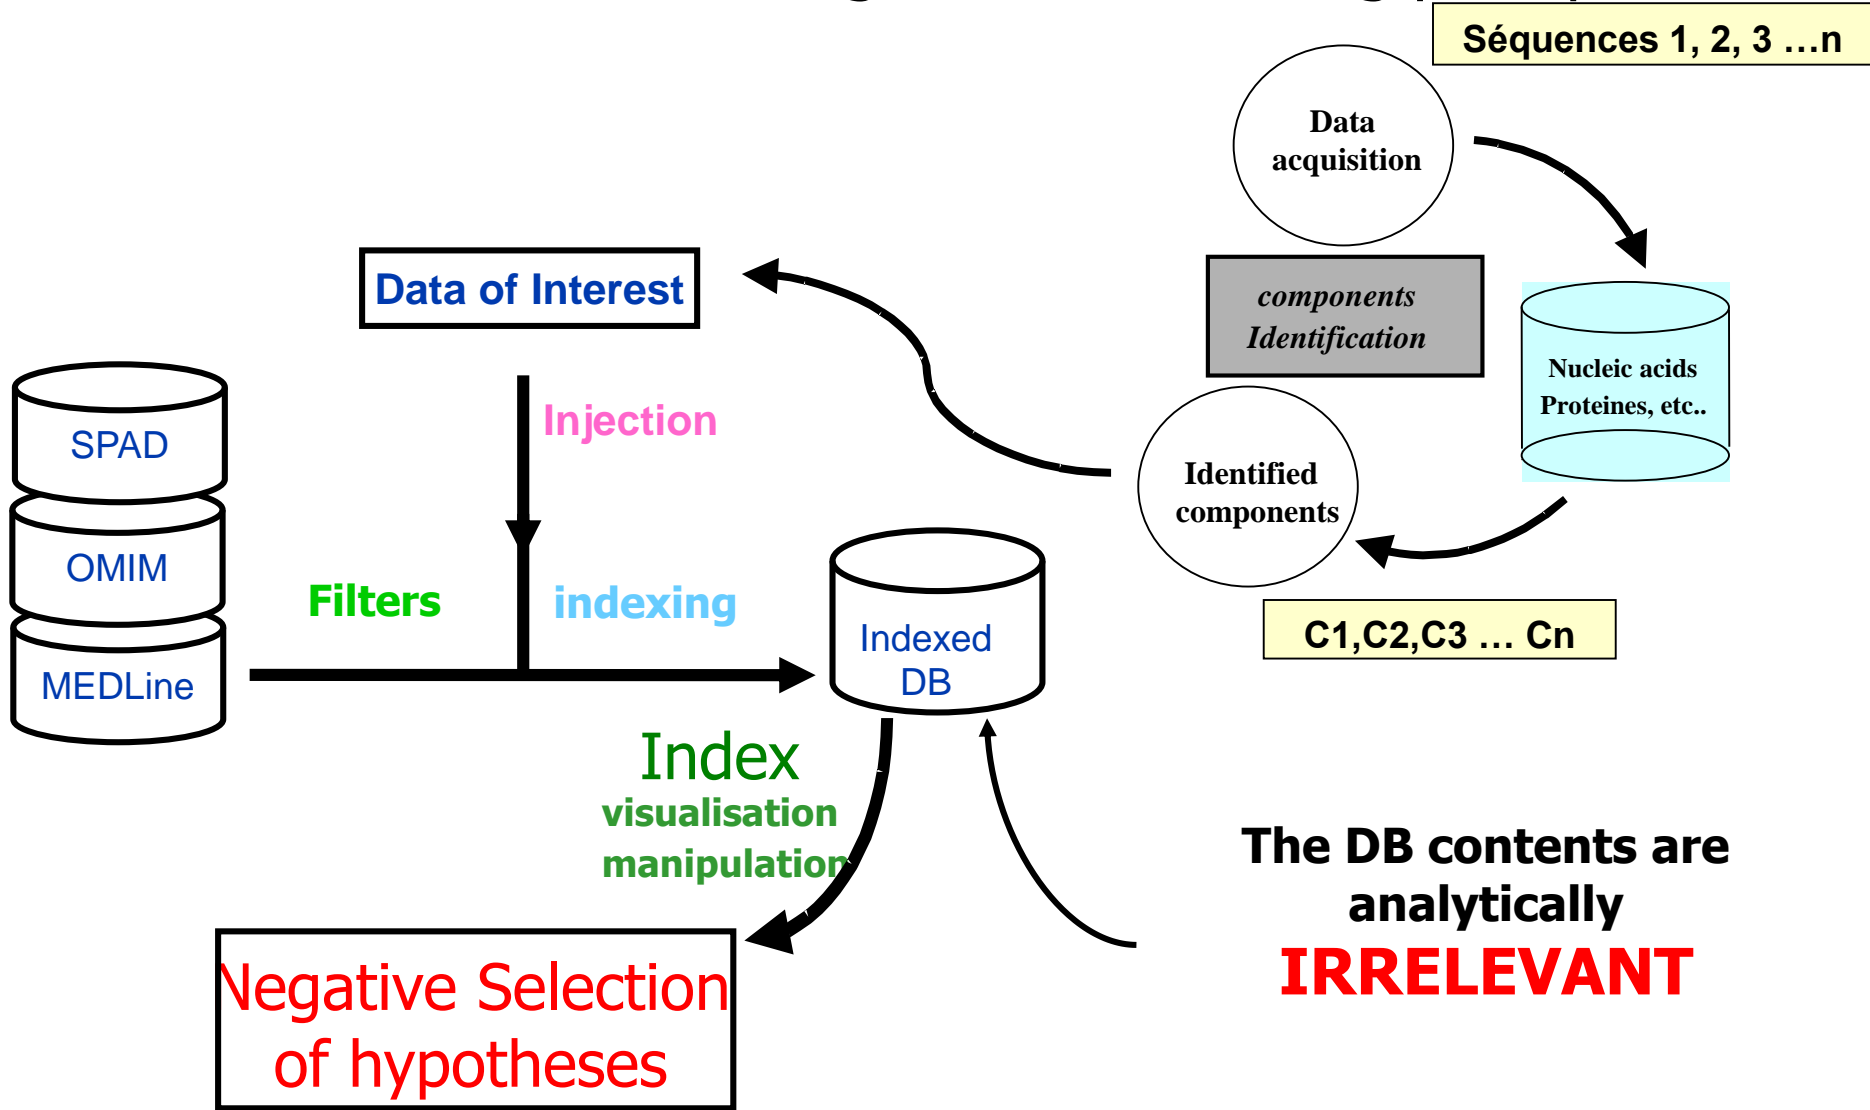 Séquences 1, 2, 3 …n
Data
acquisition
Data of Interest
components
Identification
Nucleic acids
Proteines, etc..
Injection
SPAD
Identified
components
OMIM
Filters
indexing
C1,C2,C3 … Cn
Indexed
DB
MEDLine
Index
visualisation
manipulation
The DB contents are
analytically
IRRELEVANT
Negative Selection
of hypotheses